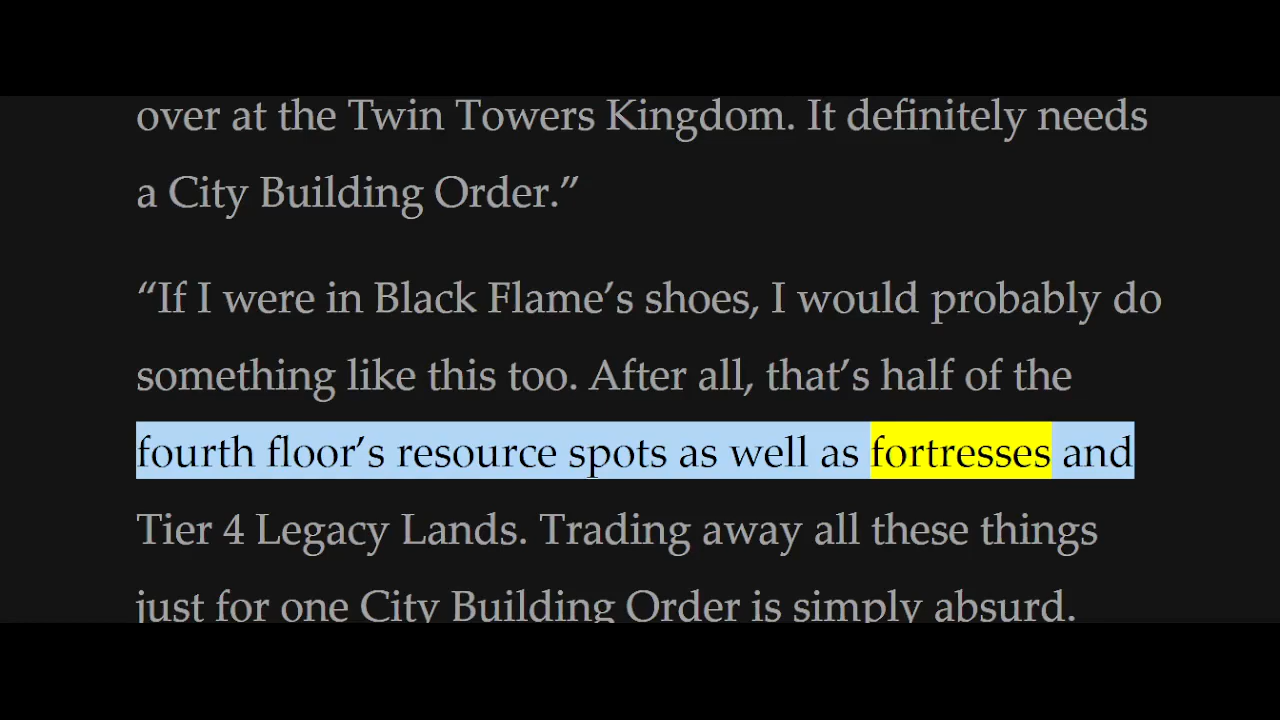 over at the Twin Towers Kingdom. It definitely needs
a City Building Order.”
“If I were in Black Flame’s shoes, I would probably do
something like this too. After all, that’s half of the
fourth floor’s resource spots as well as fortresses and
Tier 4 Legacy Lands. Trading away all these things
just for one City Building Order is simply absurd.